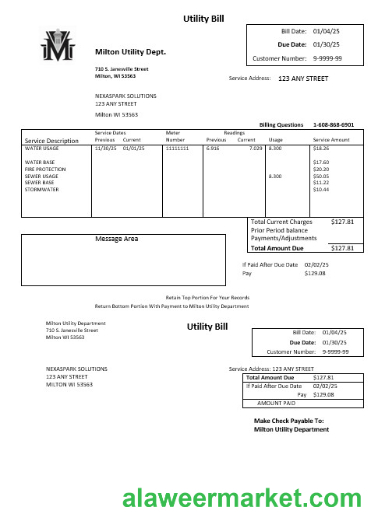 Utility Bill
Bill Date: 01/04/25
Due Date: 01/30/25
Customer Number: 9-9999-99
Milton Utility Dept.
710 S. Janesville Street
Milton, WI 53563
Service Address: 123 ANY STREET
NEXASPARK SOLUTIONS
123 ANY STREET
Milton WI 53563
Billing Questions 1-608-868-6901
Service Dates Meter Readings
Service Description Previous Current Number Previous Current Usage Service Amount
WATER USAGE 11/30/25 01/01/25 11111111 6.916 7.029 8.300 $18.26
WATER BASE $17.60
FIRE PROTECTION $20.20
SEWER USAGE 8.300 $50.05
SEWER BASE $11.22
STORMWATER $10.44
Total Current Charges $127.81
Prior Period balance
Payments/Adjustments
Total Amount Due $127.81
Message Area
If Paid After Due Date 02/02/25
Pay $129.08
Retain Top Portion For Your Records
Return Bottom Portion With Payment to Milton Utility Department
Milton Utility Department
710 S. Janesville Street
Milton WI 53563
Utility Bill
Bill Date: 01/04/25
Due Date: 01/30/25
Customer Number: 9-9999-99
NEXASPARK SOLUTIONS
123 ANY STREET
MILTON WI 53563
Service Address: 123 ANY STREET
Total Amount Due $127.81
If Paid After Due Date 02/02/25
Pay $129.08
AMOUNT PAID
Make Check Payable To:
Milton Utility Department
alaweermarket.com